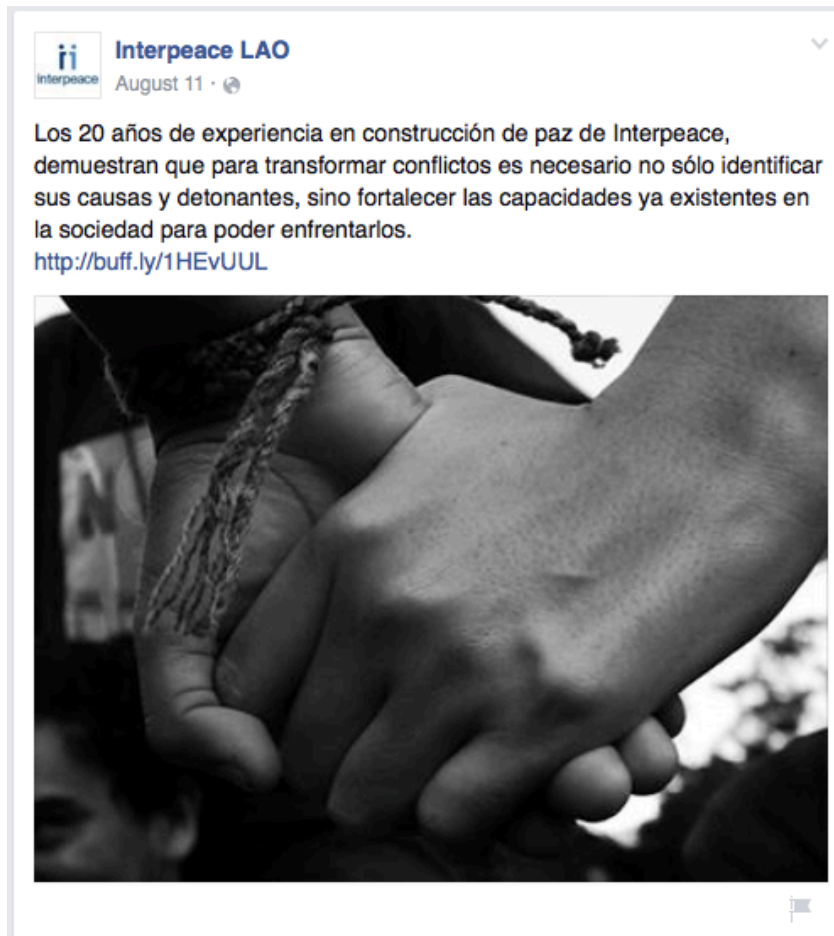 interpeace
Interpeace LAO
August 11 ·
Los 20 años de experiencia en construcción de paz de Interpeace,
demuestran que para transformar conflictos es necesario no sólo identificar
sus causas y detonantes, sino fortalecer las capacidades ya existentes en
la sociedad para poder enfrentarlos.
http://buff.ly/1HEvUUL